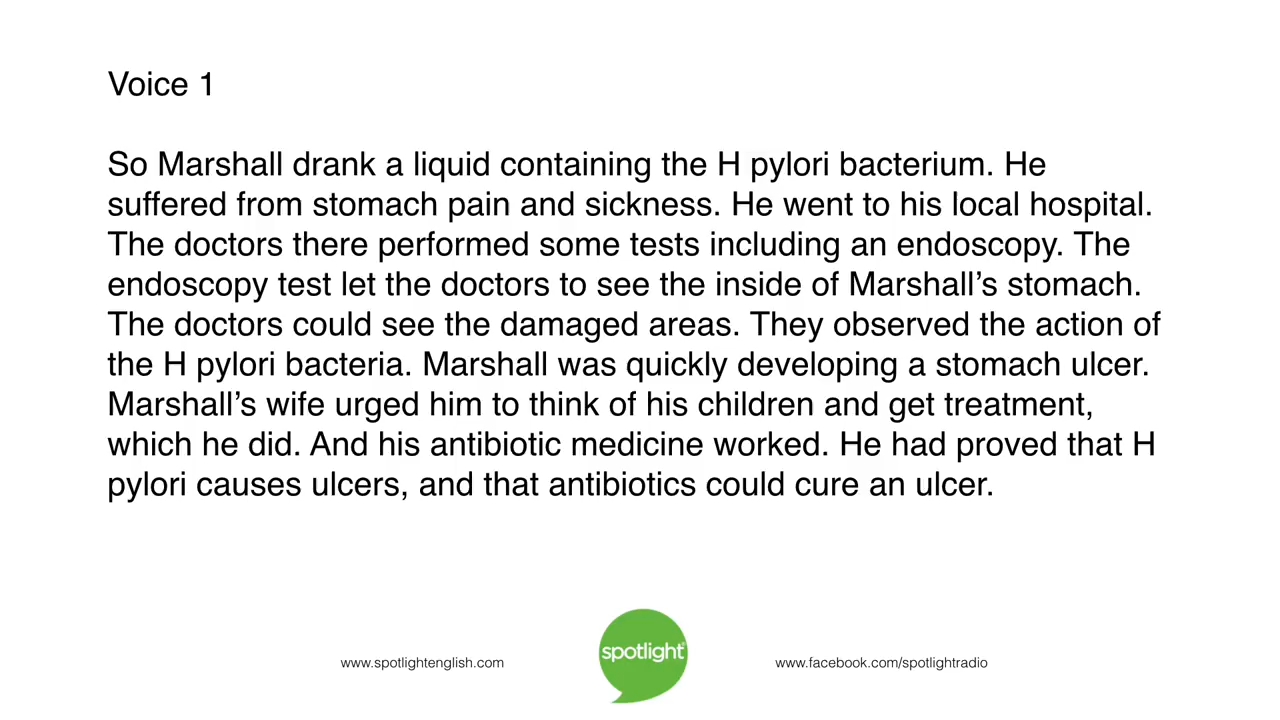 Voice 1
So Marshall drank a liquid containing the H pylori bacterium. He
suffered from stomach pain and sickness. He went to his local hospital.
The doctors there performed some tests including an endoscopy. The
endoscopy test let the doctors to see the inside of Marshall’s stomach.
The doctors could see the damaged areas. They observed the action of
the H pylori bacteria. Marshall was quickly developing a stomach ulcer.
Marshall’s wife urged him to think of his children and get treatment,
which he did. And his antibiotic medicine worked. He had proved that H
pylori causes ulcers, and that antibiotics could cure an ulcer.
www.spotlightenglish.com
spotlight®
www.facebook.com/spotlightradio